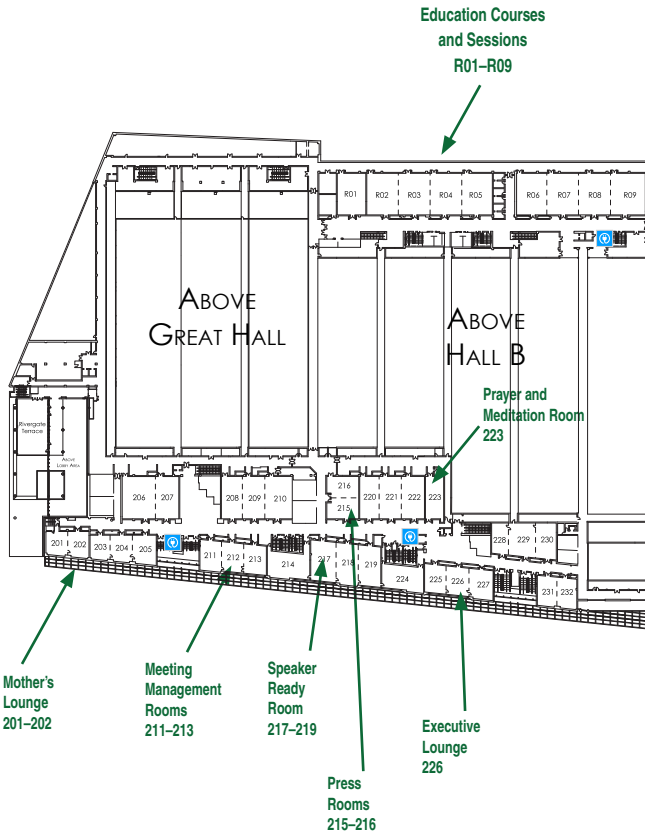 Education Courses
and Sessions
R01–R09
R01
R02
R03
R04
R05
R06
R07
R08
R09
ABOVE
GREAT HALL
ABOVE
HALL B
Prayer and
Meditation Room
223
Rivergate
Terrace
ABOVE
206
207
208
209
210
216
215
220
221
222
223
201
202
203
204
205
211
212
213
214
217
218
219
224
225
226
227
228
229
230
231
232
Mother's
Lounge
201–202
Meeting
Management
Rooms
211–213
Speaker
Ready
Room
217–219
Executive
Lounge
226
Press
Rooms
215–216